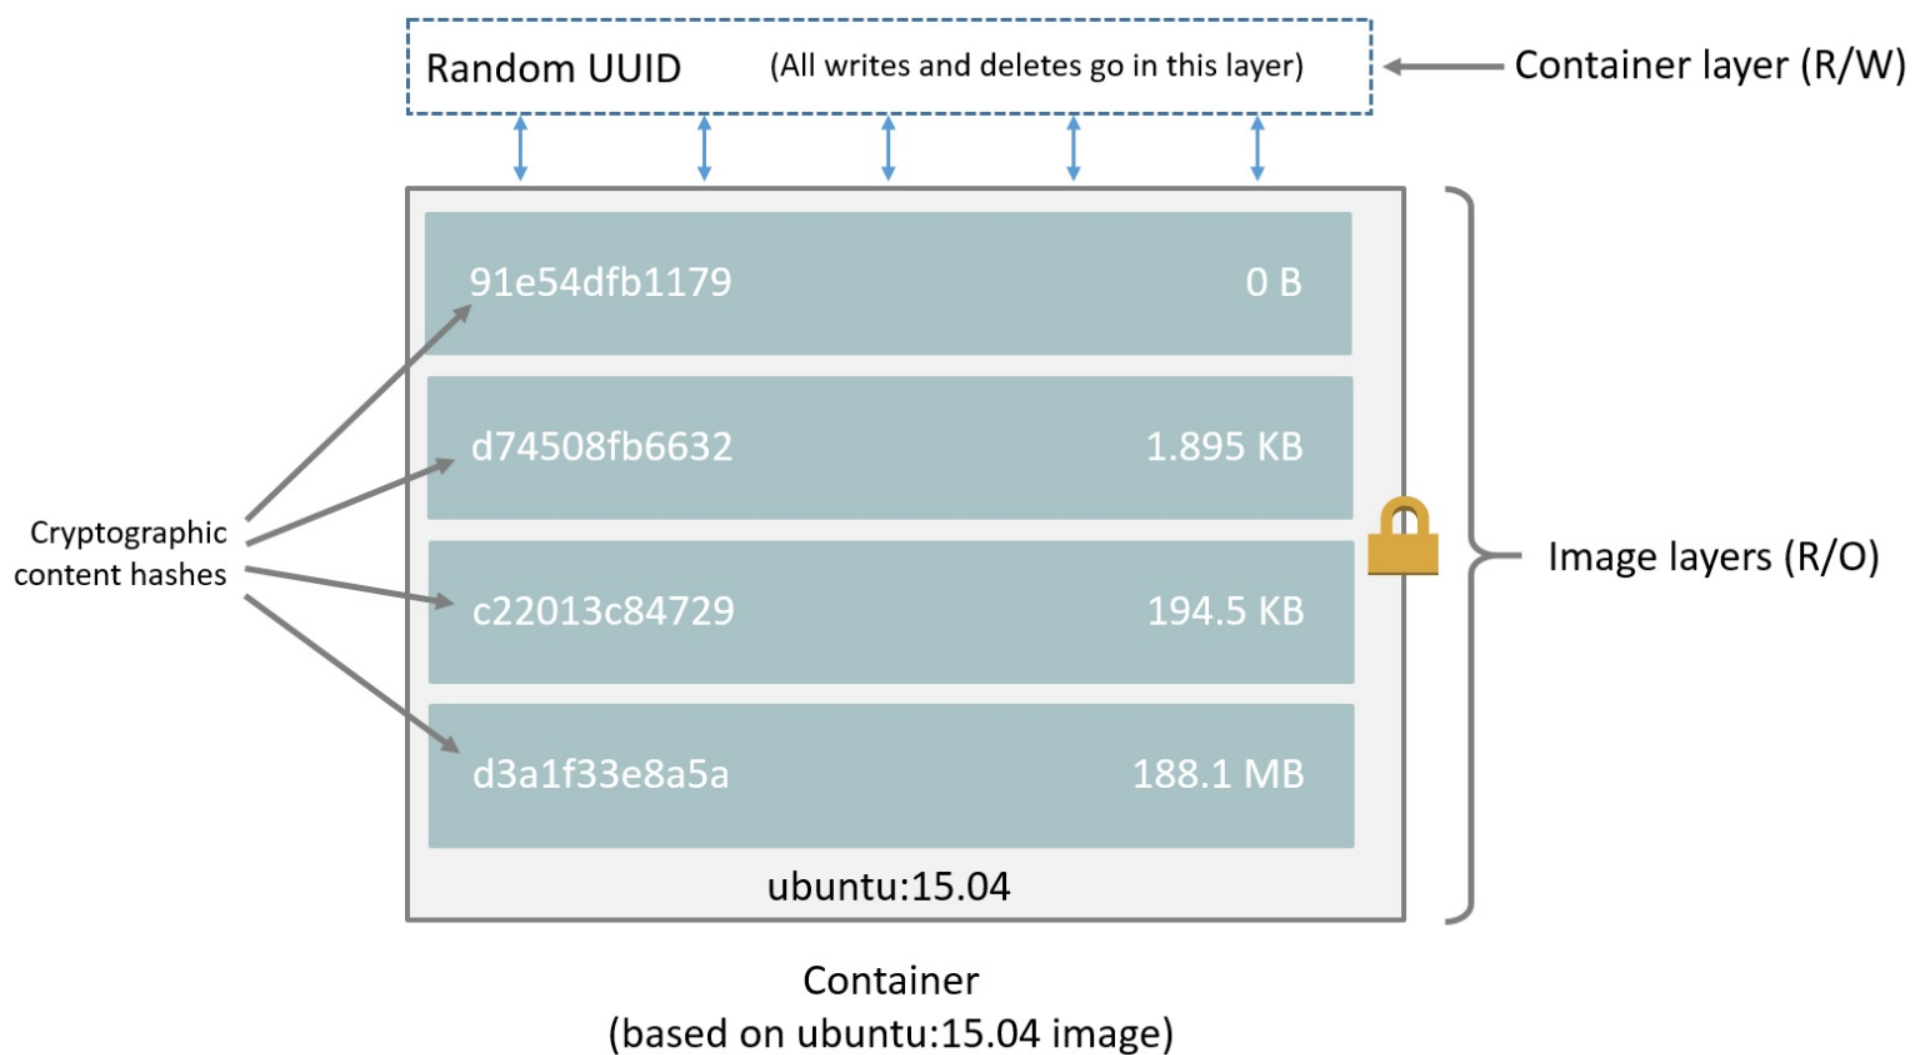 Random UUID (All writes and deletes go in this layer)
Container layer (R/W)
91e54dfb1179 0 B
d74508fb6632 1.895 KB
Cryptographic
content hashes
Image layers (R/O)
c22013c84729 194.5 KB
d3a1f33e8a5a 188.1 MB
ubuntu:15.04
Container
(based on ubuntu:15.04 image)